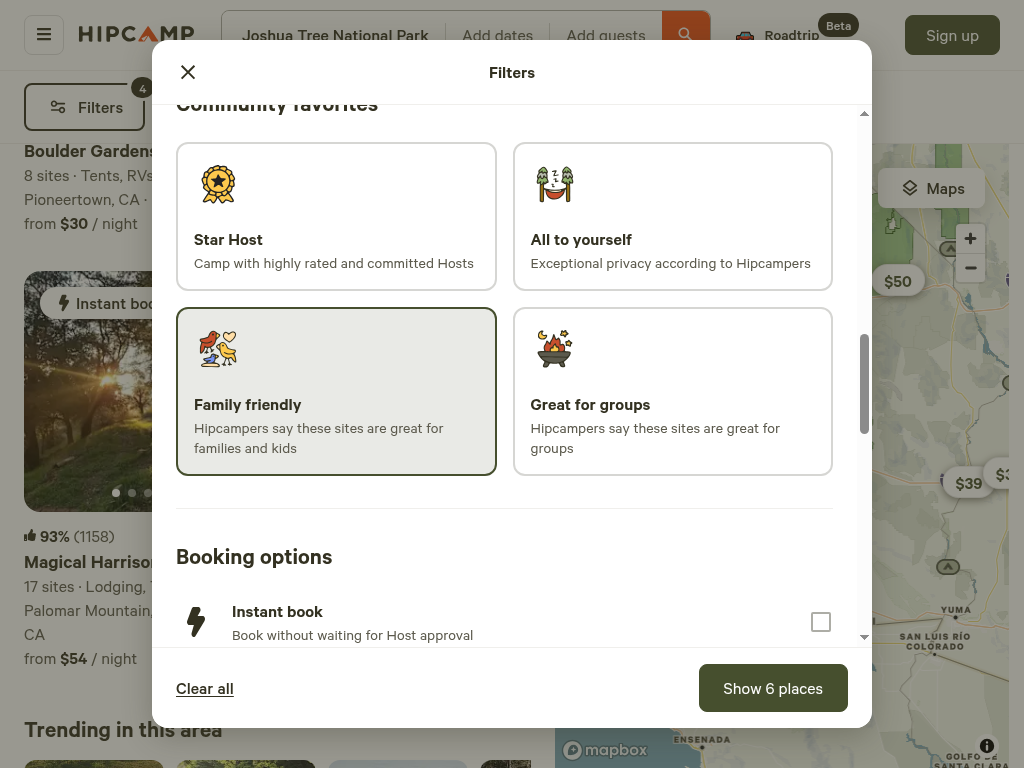 HIPCAMP
Joshua Tree National Park
Add dates
Add guests
Roadtrip
Beta
Sign up
Filters
4
Filters
Community favorites
Boulder Gardens
8 sites · Tents, RVs
Pioneertown, CA ·
from $30 / night
Maps
+
−
Star Host
Camp with highly rated and committed Hosts
All to yourself
Exceptional privacy according to Hipcampers
$50
Instant boo
Family friendly
Hipcampers say these sites are great for
families and kids
Great for groups
Hipcampers say these sites are great for
groups
$39
93% (1158)
Magical Harriso
17 sites · Lodging,
Palomar Mountain,
CA
from $54 / night
Booking options
Instant book
Book without waiting for Host approval
YUMA
SAN LUIS RÍO
COLORADO
Clear all
Show 6 places
Trending in this area
mapbox
ENSENADA
GOLFO DE
SANTA CLARA